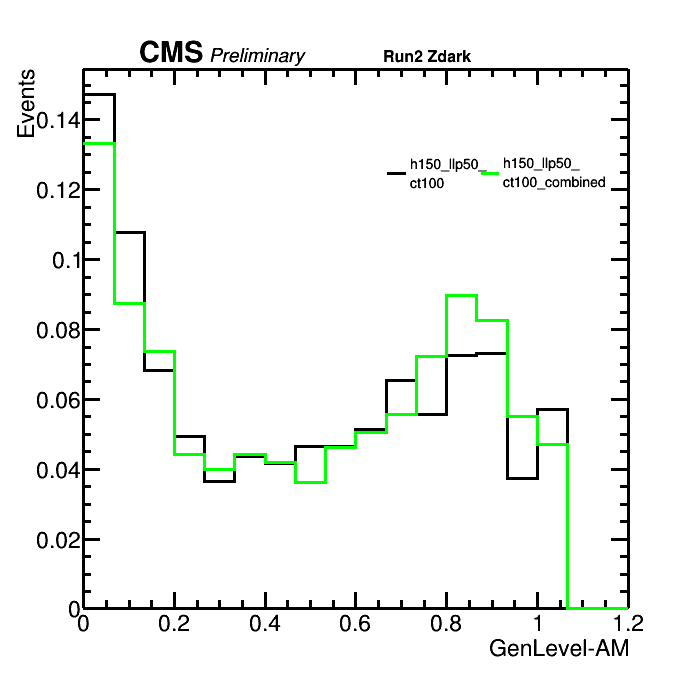 CMS Preliminary Run2 Zdark
Events
0.14
0.12
0.1
0.08
0.06
0.04
0.02
0
h150_llp50_
ct100
h150_llp50_
ct100_combined
0 0.2 0.4 0.6 0.8 1 1.2
GenLevel-AM